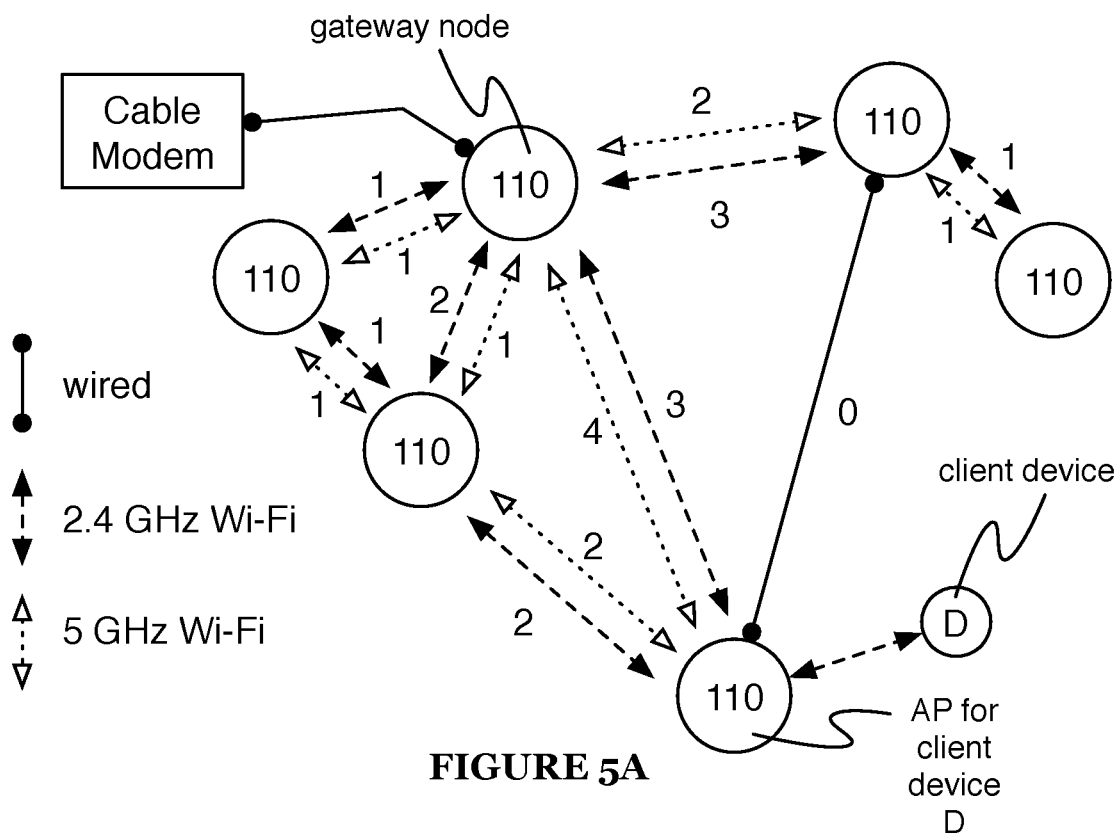 gateway node
Cable
Modem
110
110
110
110
110
110
2
3
1
1
1
1
2
1
1
1
4
3
0
2
2
wired
2.4 GHz Wi-Fi
5 GHz Wi-Fi
client device
D
AP for
client
device
D
FIGURE 5A